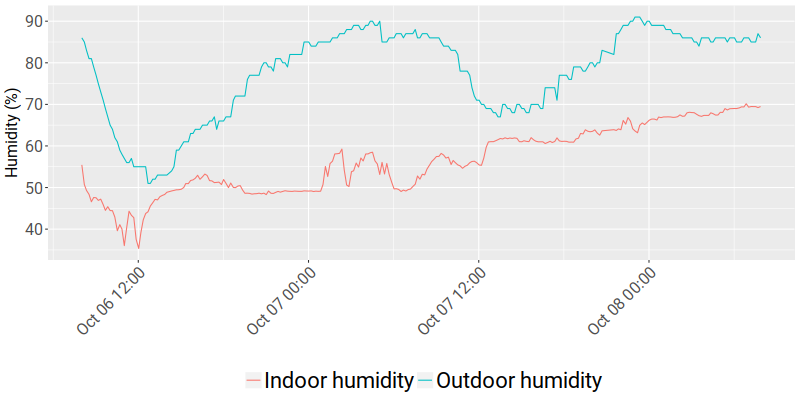 Humidity (%)
90
80
70
60
50
40
Oct 06 12:00
Oct 07 00:00
Oct 07 12:00
Oct 08 00:00
Indoor humidity
Outdoor humidity